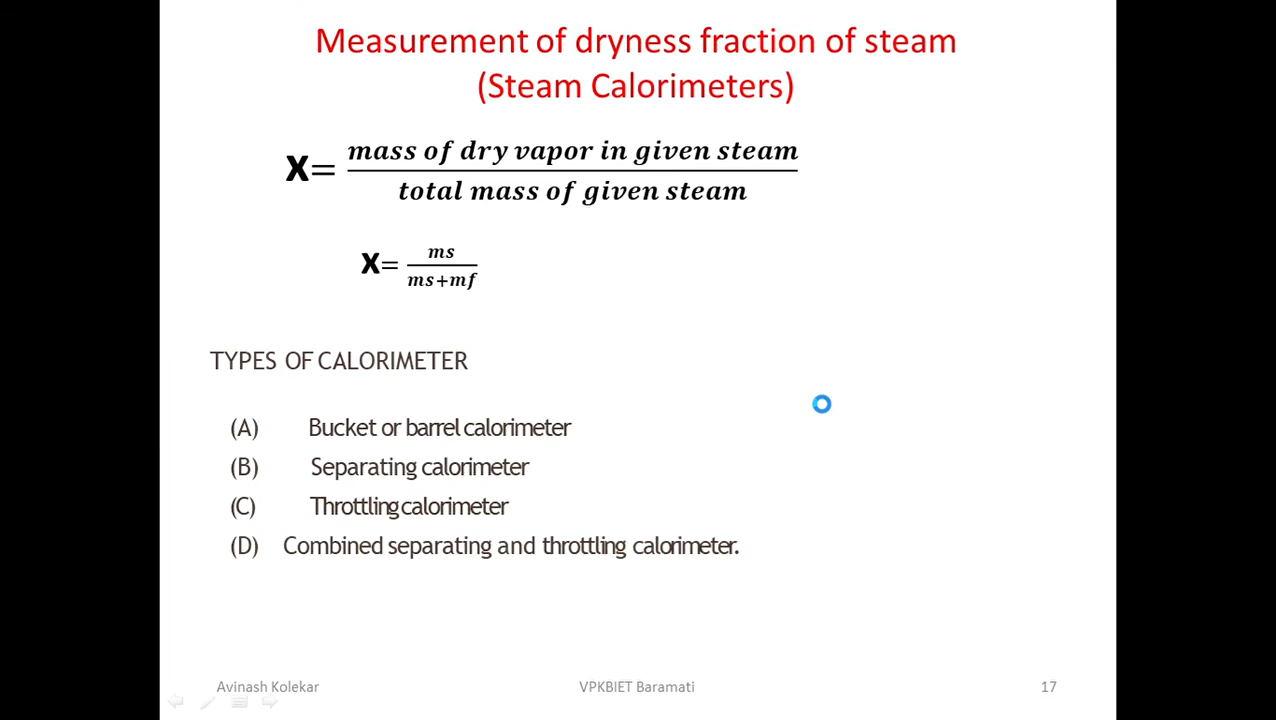 Measurement of dryness fraction of steam
(Steam Calorimeters)
X= mass of dry vapor in given steam
total mass of given steam
X= ms
ms+mf
TYPES OF CALORIMETER
(A) Bucket or barrel calorimeter
(B) Separating calorimeter
(C) Throttling calorimeter
(D) Combined separating and throttling calorimeter.
Avinash Kolekar VPKBIET Baramati 17